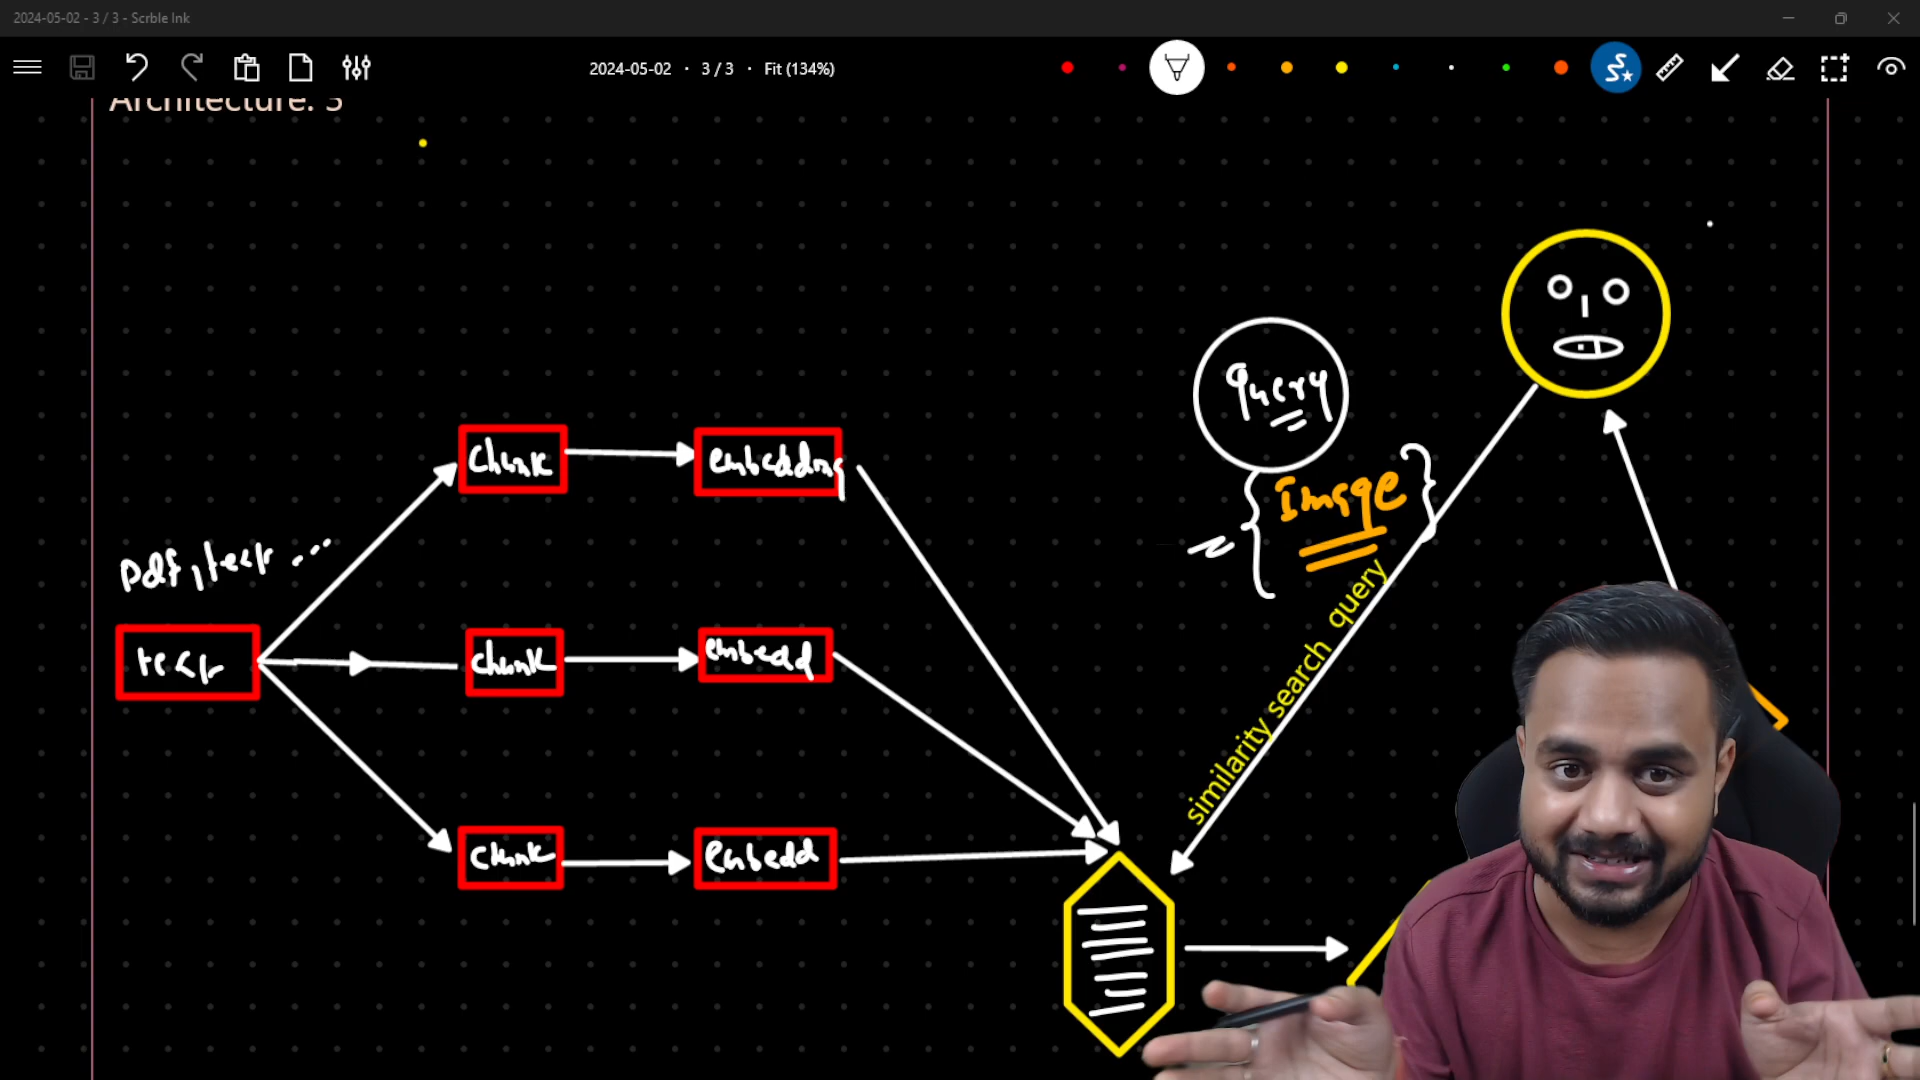 2024-05-02 - 3 / 3 - Scrble Ink
2024-05-02 · 3 / 3 · Fit (134%)
Architecture: 3
Query
Chunk
embedding
Image
Pdf, text ...
similarity search query
text
chunk
embedd
chunk
Embedd